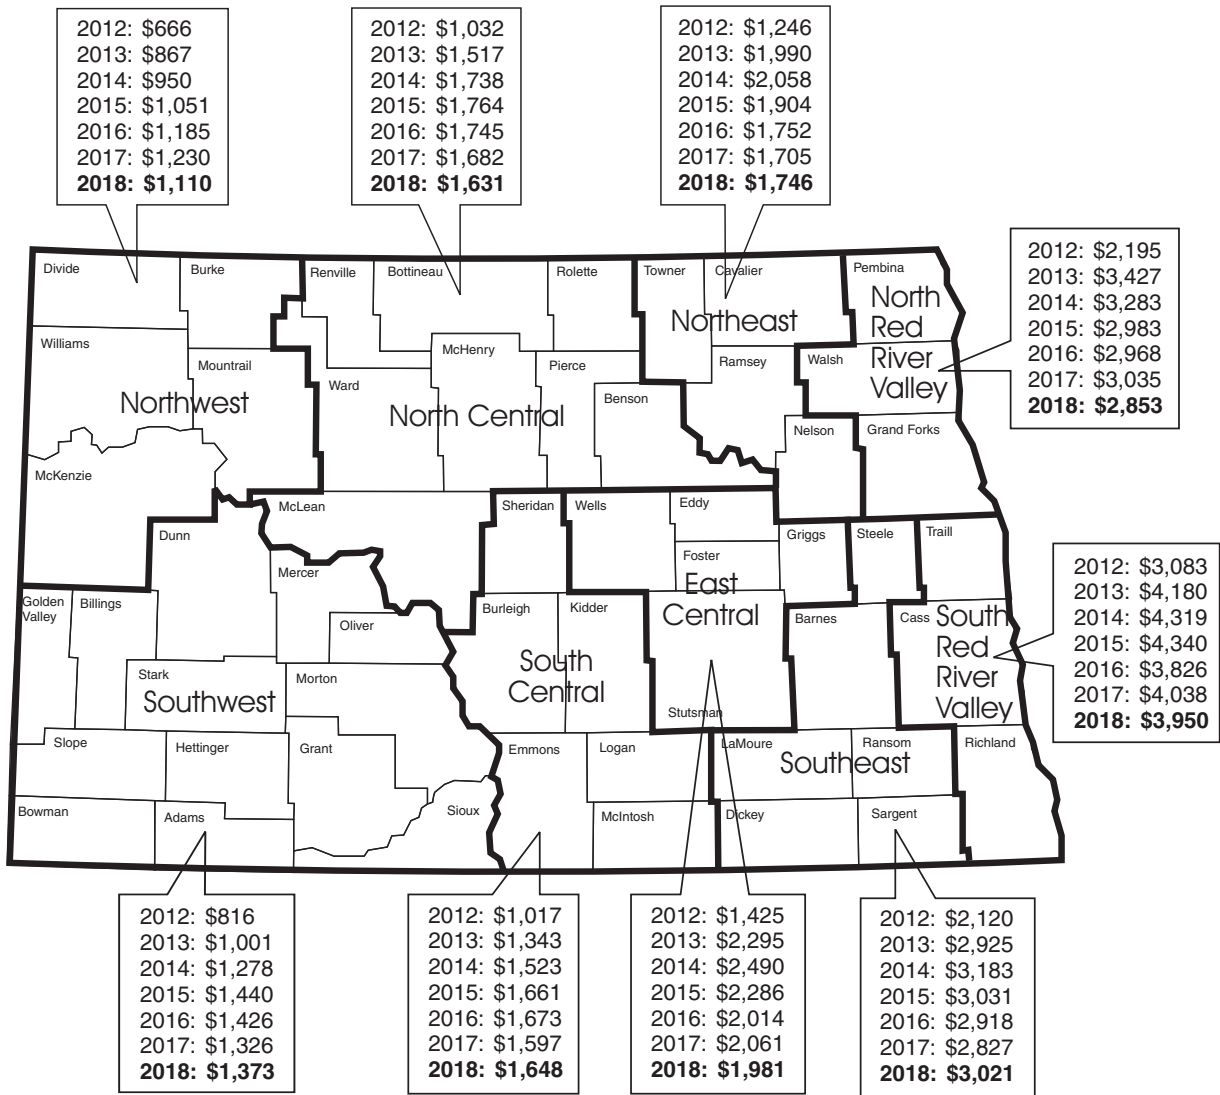 2012: $666
2013: $867
2014: $950
2015: $1,051
2016: $1,185
2017: $1,230
2018: $1,110
2012: $1,032
2013: $1,517
2014: $1,738
2015: $1,764
2016: $1,745
2017: $1,682
2018: $1,631
2012: $1,246
2013: $1,990
2014: $2,058
2015: $1,904
2016: $1,752
2017: $1,705
2018: $1,746
2012: $2,195
2013: $3,427
2014: $3,283
2015: $2,983
2016: $2,968
2017: $3,035
2018: $2,853
Divide
Burke
Renville
Bottineau
Rolette
Towner
Cavalier
Pembina
North
Red
River
Valley
Northeast
Williams
Mountrail
McHenry
Pierce
Ramsey
Walsh
Ward
Benson
Northwest
North Central
Nelson
Grand Forks
McKenzie
McLean
Sheridan
Wells
Eddy
Dunn
Griggs
Steele
Traill
Foster
Mercer
East
Central
Golden
Valley
Billings
Burleigh
Kidder
Oliver
Barnes
Cass
South
Red
River
Valley
2012: $3,083
2013: $4,180
2014: $4,319
2015: $4,340
2016: $3,826
2017: $4,038
2018: $3,950
Stark
Morton
South
Central
Southwest
Stutsman
Slope
Hettinger
Grant
Emmons
Logan
LaMoure
Ransom
Richland
Southeast
Bowman
Adams
Sioux
McIntosh
Dickey
Sargent
2012: $816
2013: $1,001
2014: $1,278
2015: $1,440
2016: $1,426
2017: $1,326
2018: $1,373
2012: $1,017
2013: $1,343
2014: $1,523
2015: $1,661
2016: $1,673
2017: $1,597
2018: $1,648
2012: $1,425
2013: $2,295
2014: $2,490
2015: $2,286
2016: $2,014
2017: $2,061
2018: $1,981
2012: $2,120
2013: $2,925
2014: $3,183
2015: $3,031
2016: $2,918
2017: $2,827
2018: $3,021